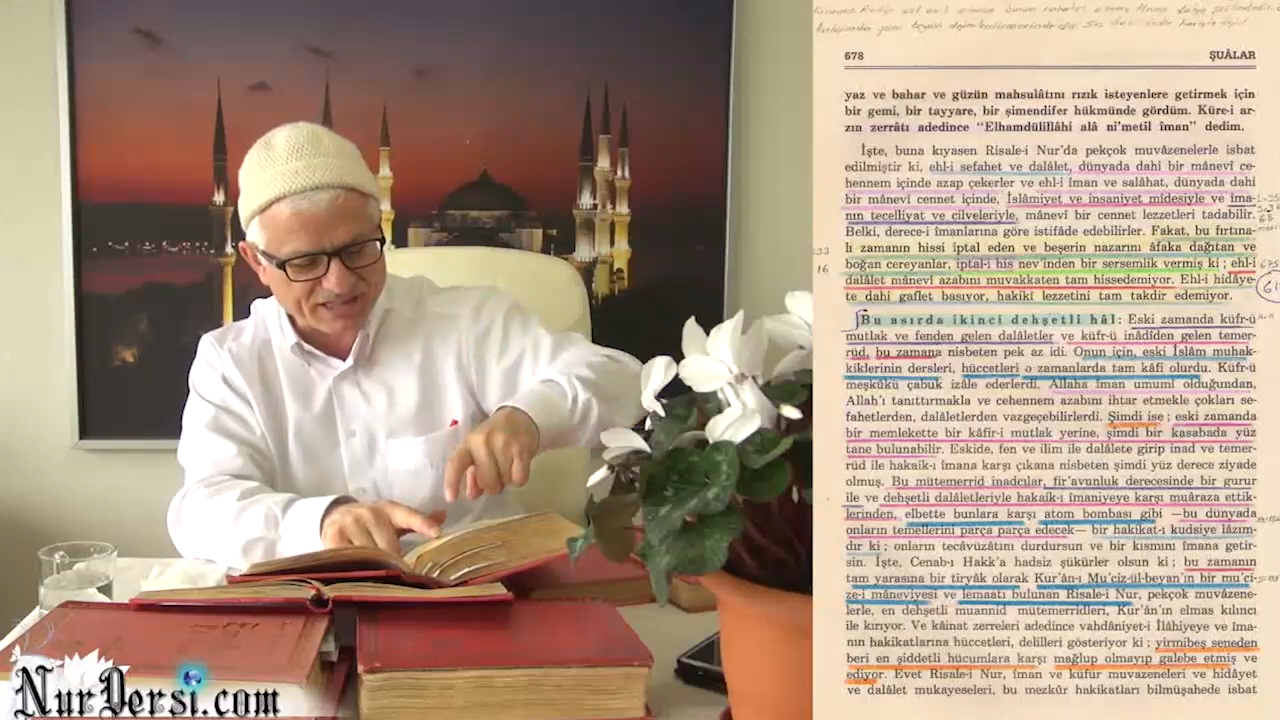 678 ŞUÂLAR
yaz ve bahar ve güzün mahsulâtını rızık isteyenlere getirmek için
bir gemi, bir tayyare, bir şimendifer hükmünde gördüm. Küre-i ar-
zın zerrâtı adedince “Elhamdülillâhi alâ ni'metil îman” dedim.
İşte, buna kıyasen Risale-i Nur'da pekçok muvâzenelerle isbat
edilmiştir ki, ehl-i sefahet ve dalâlet, dünyada dahi bir mânevî ce-
hennem içinde azap çekerler ve ehl-i iman ve salâhat, dünyada dahi
bir mânevî cennet içinde, İslâmiyet ve insaniyet mîdesiyle ve îma-
nın tecelliyat ve cilveleriyle, mânevî bir cennet lezzetleri tadabilir.
Belki, derece-i îmanlarına göre istifade edebilirler. Fakat, bu fırtına-
lı zamanın hissi iptal eden ve beşerin nazarını âfaka dağıtan ve
boğan cereyanlar, iptal-i his nev'inden bir sersemlik vermiş ki ; ehl-i
dalâlet mânevî azabını muvakkaten tam hissedemiyor. Ehl-i hidâye-
te dahi gaflet basıyor, hakikî lezzetini tam takdir edemiyor.
Bu asırda ikinci dehşetli hâl: Eski zamanda küfr-ü
mutlak ve fenden gelen dalâletler ve küfr-ü inâdîden gelen temer-
rüd, bu zamana nisbeten pek az idi. Onun için, eski İslâm muhak-
kiklerinin dersleri, hüccetleri o zamanlarda tam kâfi olurdu. Küfr-ü
meşkûkü çabuk izâle ederlerdi. Allaha îman umumî olduğundan,
Allah'ı tanıttırmakla ve cehennem azabını ihtar etmekle çokları se-
fahetlerden, dalâletlerden vazgeçebilirlerdi. Şimdi ise ; eski zamanda
bir memlekette bir kâfir-i mutlak yerine, şimdi bir kasabada yüz
tane bulunabilir. Eskide, fen ve ilim ile dalâlete girip inad ve temer-
rüd ile hakaik-ı îmana karşı çıkana nisbeten şimdi yüz derece ziyade
olmuş. Bu mütemerrid inadcılar, fir'avunluk derecesinde bir gurur
ile ve dehşetli dalâletleriyle hakaik-ı îmaniyeye karşı muâraza ettik-
lerinden, elbette bunlara karşı atom bombası gibi —bu dünyada
onların temellerini parça parça edecek— bir hakikat-ı kudsiye lâzım-
dır ki ; onların tecâvüzâtını durdursun ve bir kısmını îmana getir-
sin. İşte, Cenab-ı Hakk'a hadsiz şükürler olsun ki ; bu zamanın
tam yarasına bir tiryâk olarak Kur'ân-ı Mu'ciz-ül-beyan'ın bir mu'ci-
ze-i mâneviyesi ve lemaatı bulunan Risale-i Nur, pekçok muvâzene-
lerle, en dehşetli muannid mütemerridleri, Kur'ân'ın elmas kılıncı
ile kırıyor. Ve kâinat zerreleri adedince vahdâniyet-i İlâhiyeye ve îma-
nın hakikatlarına hüccetleri, delilleri gösteriyor ki ; yirmibeş seneden
beri en şiddetli hücumlara karşı mağlup olmayıp galebe etmiş ve
ediyor. Evet Risale-i Nur, îman ve küfür muvazeneleri ve hidâyet
ve dalâlet mukayeseleri, bu mezkûr hakikatları bilmüşahede isbat
NurDersi.com